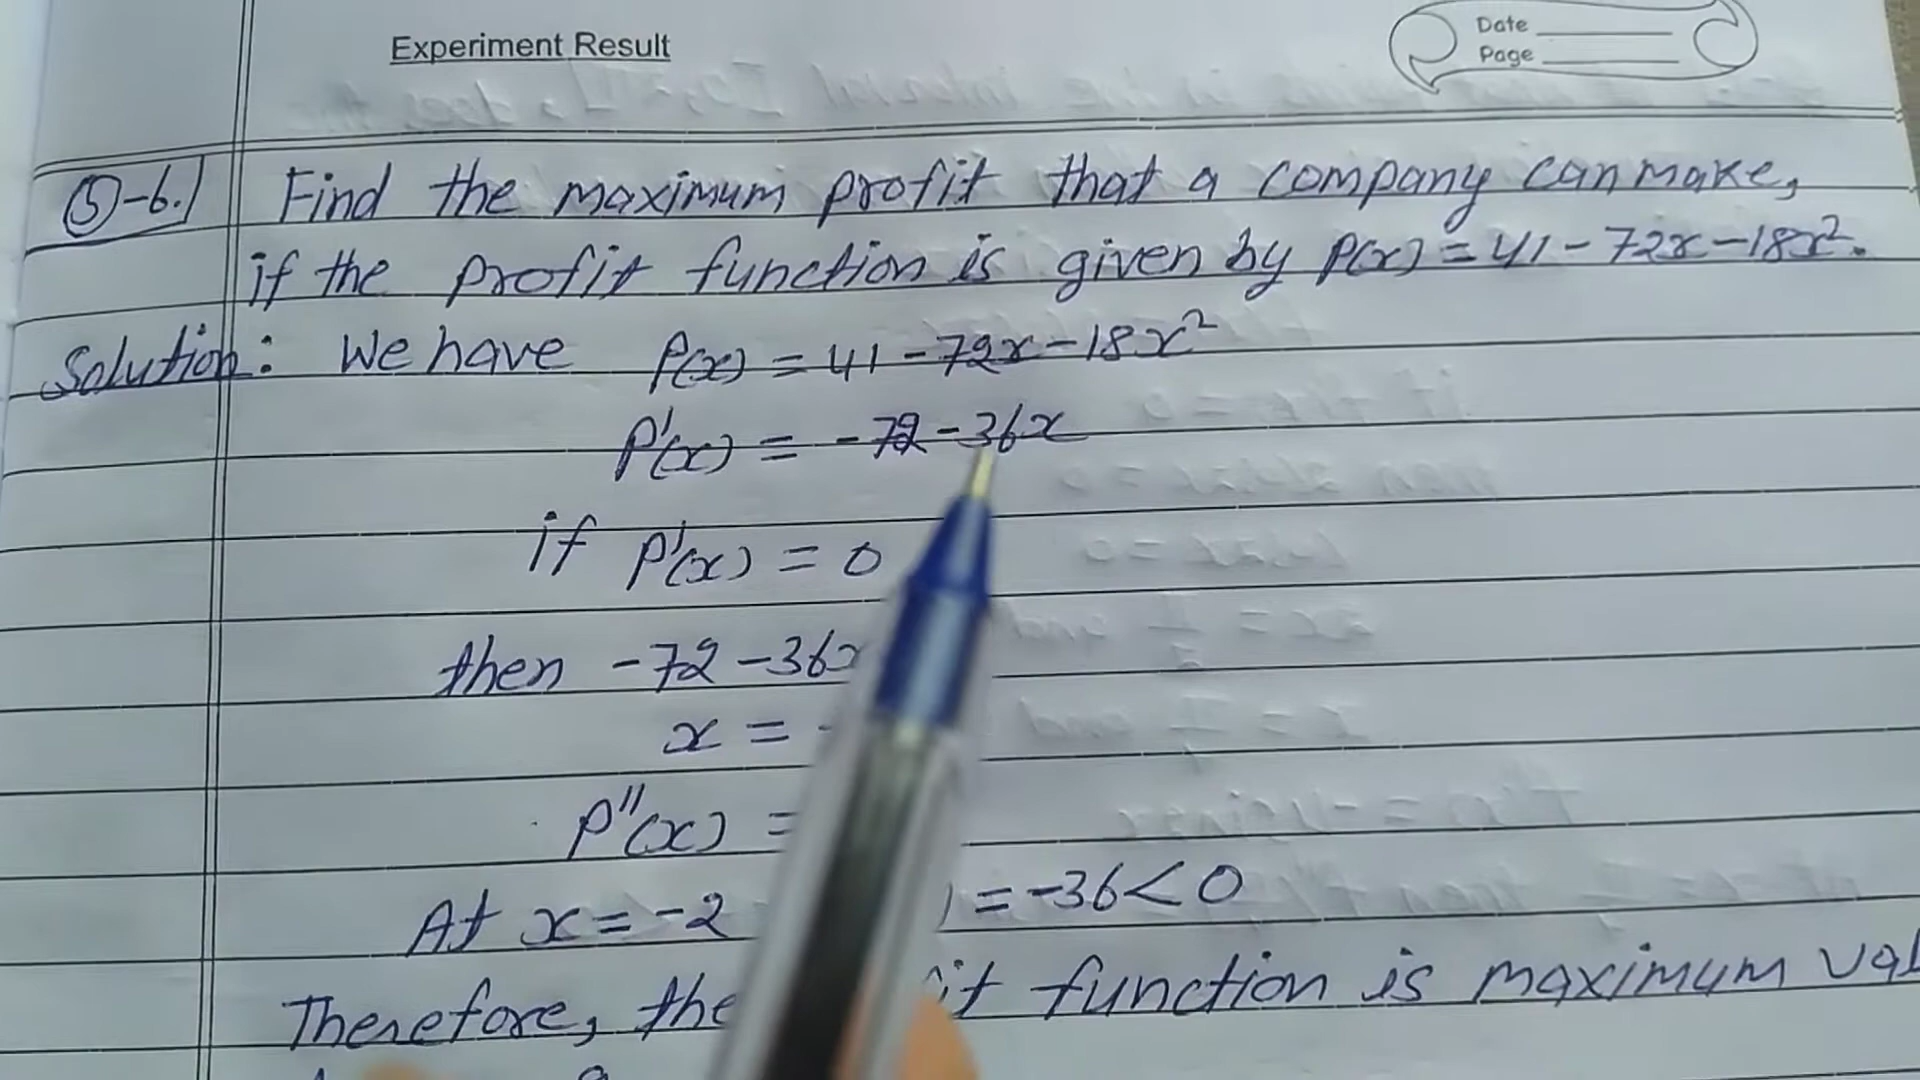 Experiment Result
Date
Page
⑤-6.) Find the maximum profit that a company can make,
if the profit function is given by P(x) = 41 - 72x - 18x².
Solution: We have P(x) = 41 - 72x - 18x²
P'(x) = -72 - 36x
if P'(x) = 0
then -72 - 36x
x = -
P''(x) =
At x = -2 ) = -36 < 0
Therefore, the function is maximum